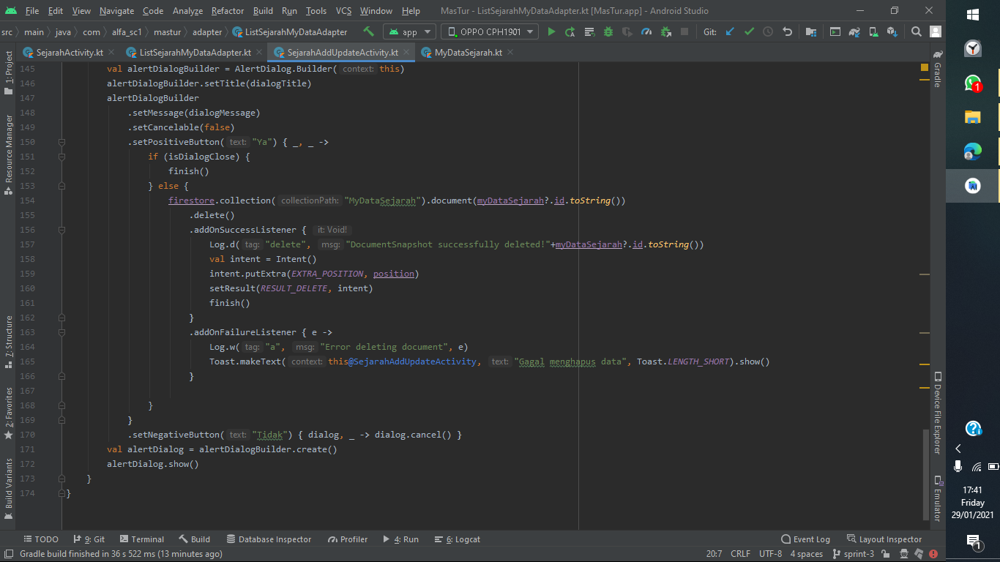 File Edit View Navigate Code Analyze Refactor Build Run Tools VCS Window Help MasTur - ListSejarahMyDataAdapter.kt [MasTur.app] - Android Studio
src main java com alfa_sc1 mastur adapter ListSejarahMyDataAdapter app OPPO CPH1901 Git:
SejarahActivity.kt ListSejarahMyDataAdapter.kt SejarahAddUpdateActivity.kt MyDataSejarah.kt
145 val alertDialogBuilder = AlertDialog.Builder( context: this)
146 alertDialogBuilder.setTitle(dialogTitle)
147 alertDialogBuilder
148 .setMessage(dialogMessage)
149 .setCancelable(false)
150 .setPositiveButton( text: "Ya") { _, _ ->
151 if (isDialogClose) {
152 finish()
153 } else {
154 firestore.collection( collectionPath: "MyDataSejarah").document(myDataSejarah?.id.toString())
155 .delete()
156 .addOnSuccessListener { it: Void!
157 Log.d( tag: "delete", msg: "DocumentSnapshot successfully deleted!"+myDataSejarah?.id.toString())
158 val intent = Intent()
159 intent.putExtra(EXTRA_POSITION, position)
160 setResult(RESULT_DELETE, intent)
161 finish()
162 }
163 .addOnFailureListener { e ->
164 Log.w( tag: "a", msg: "Error deleting document", e)
165 Toast.makeText( context: this@SejarahAddUpdateActivity, text: "Gagal menghapus data", Toast.LENGTH_SHORT).show()
166 }
167
168 }
169 }
170 .setNegativeButton( text: "Tidak") { dialog, _ -> dialog.cancel() }
171 val alertDialog = alertDialogBuilder.create()
172 alertDialog.show()
173 }
174 }
1: Project
Resource Manager
7: Structure
2: Favorites
Build Variants
Gradle
Device File Explorer
Emulator
TODO 9: Git Terminal Build Database Inspector Profiler 4: Run 6: Logcat Event Log Layout Inspector
Gradle build finished in 36 s 522 ms (13 minutes ago) 20:7 CRLF UTF-8 4 spaces sprint-3
1
17:41
Friday
29/01/2021
1